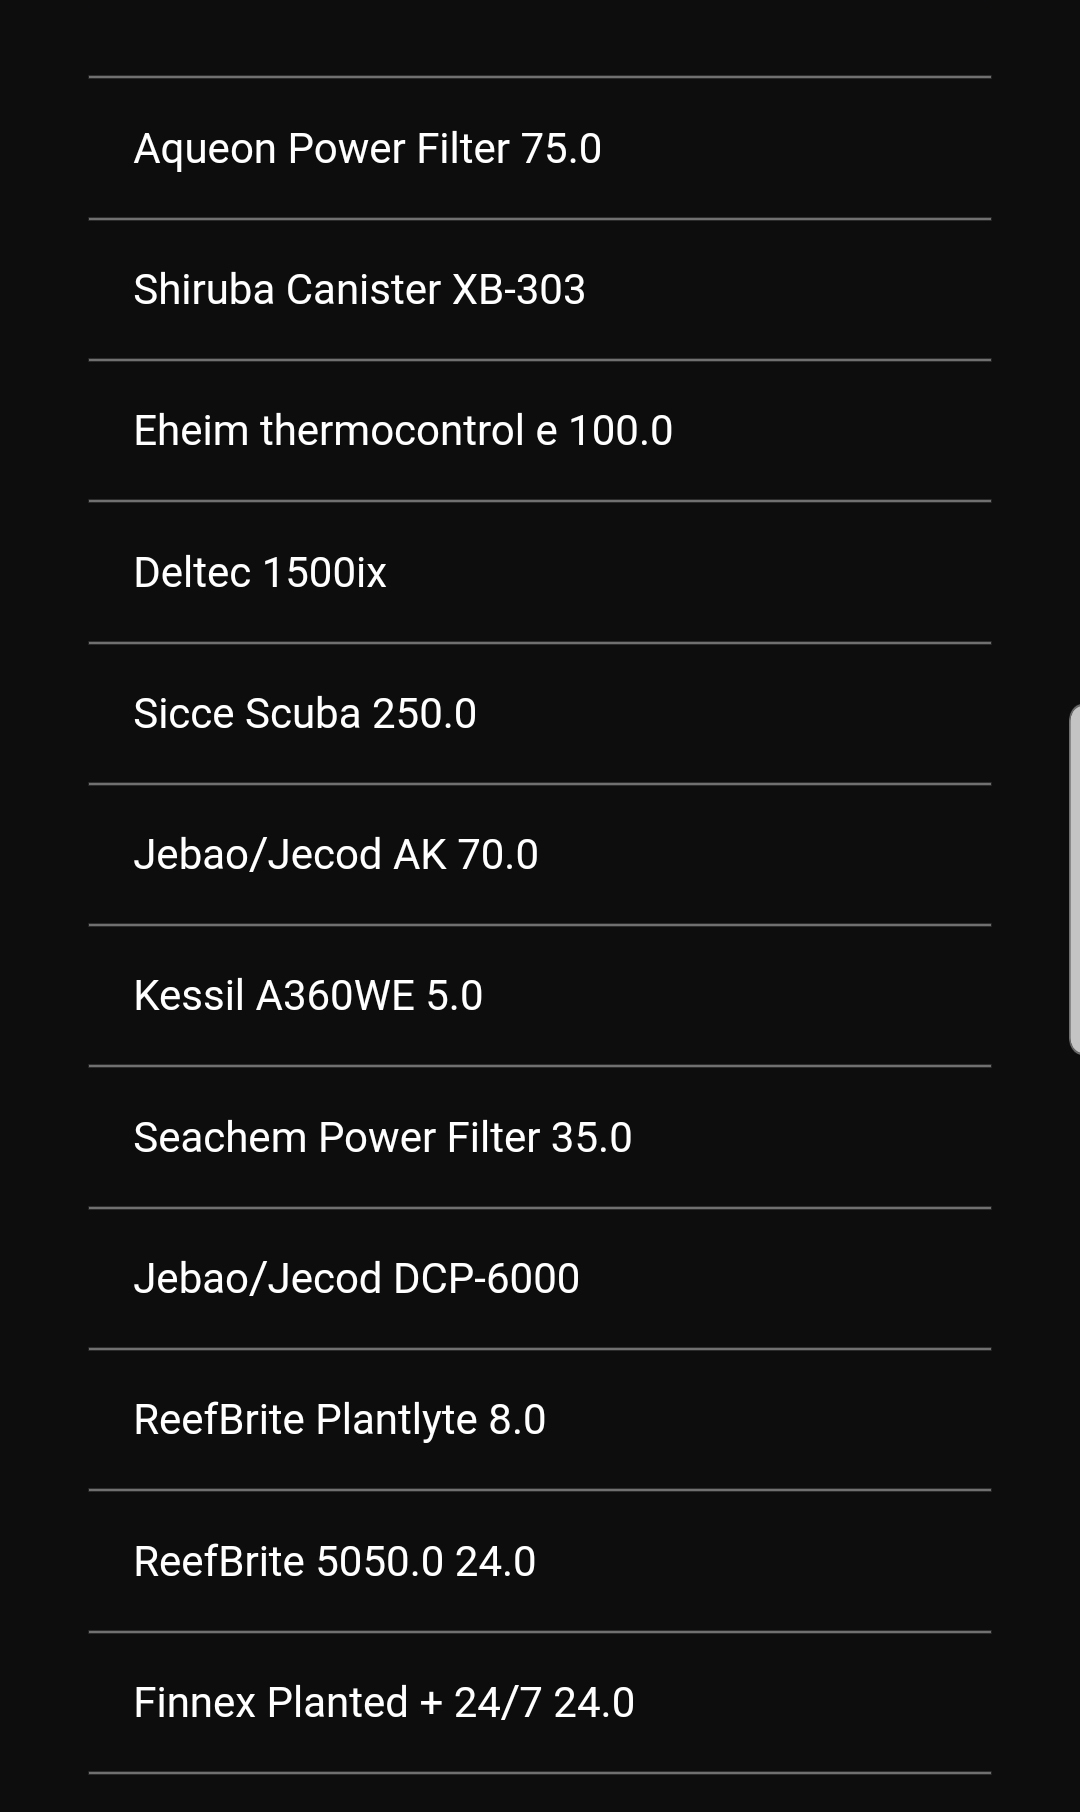 Aqueon Power Filter 75.0
Shiruba Canister XB-303
Eheim thermocontrol e 100.0
Deltec 1500ix
Sicce Scuba 250.0
Jebao/Jecod AK 70.0
Kessil A360WE 5.0
Seachem Power Filter 35.0
Jebao/Jecod DCP-6000
ReefBrite Plantlyte 8.0
ReefBrite 5050.0 24.0
Finnex Planted + 24/7 24.0